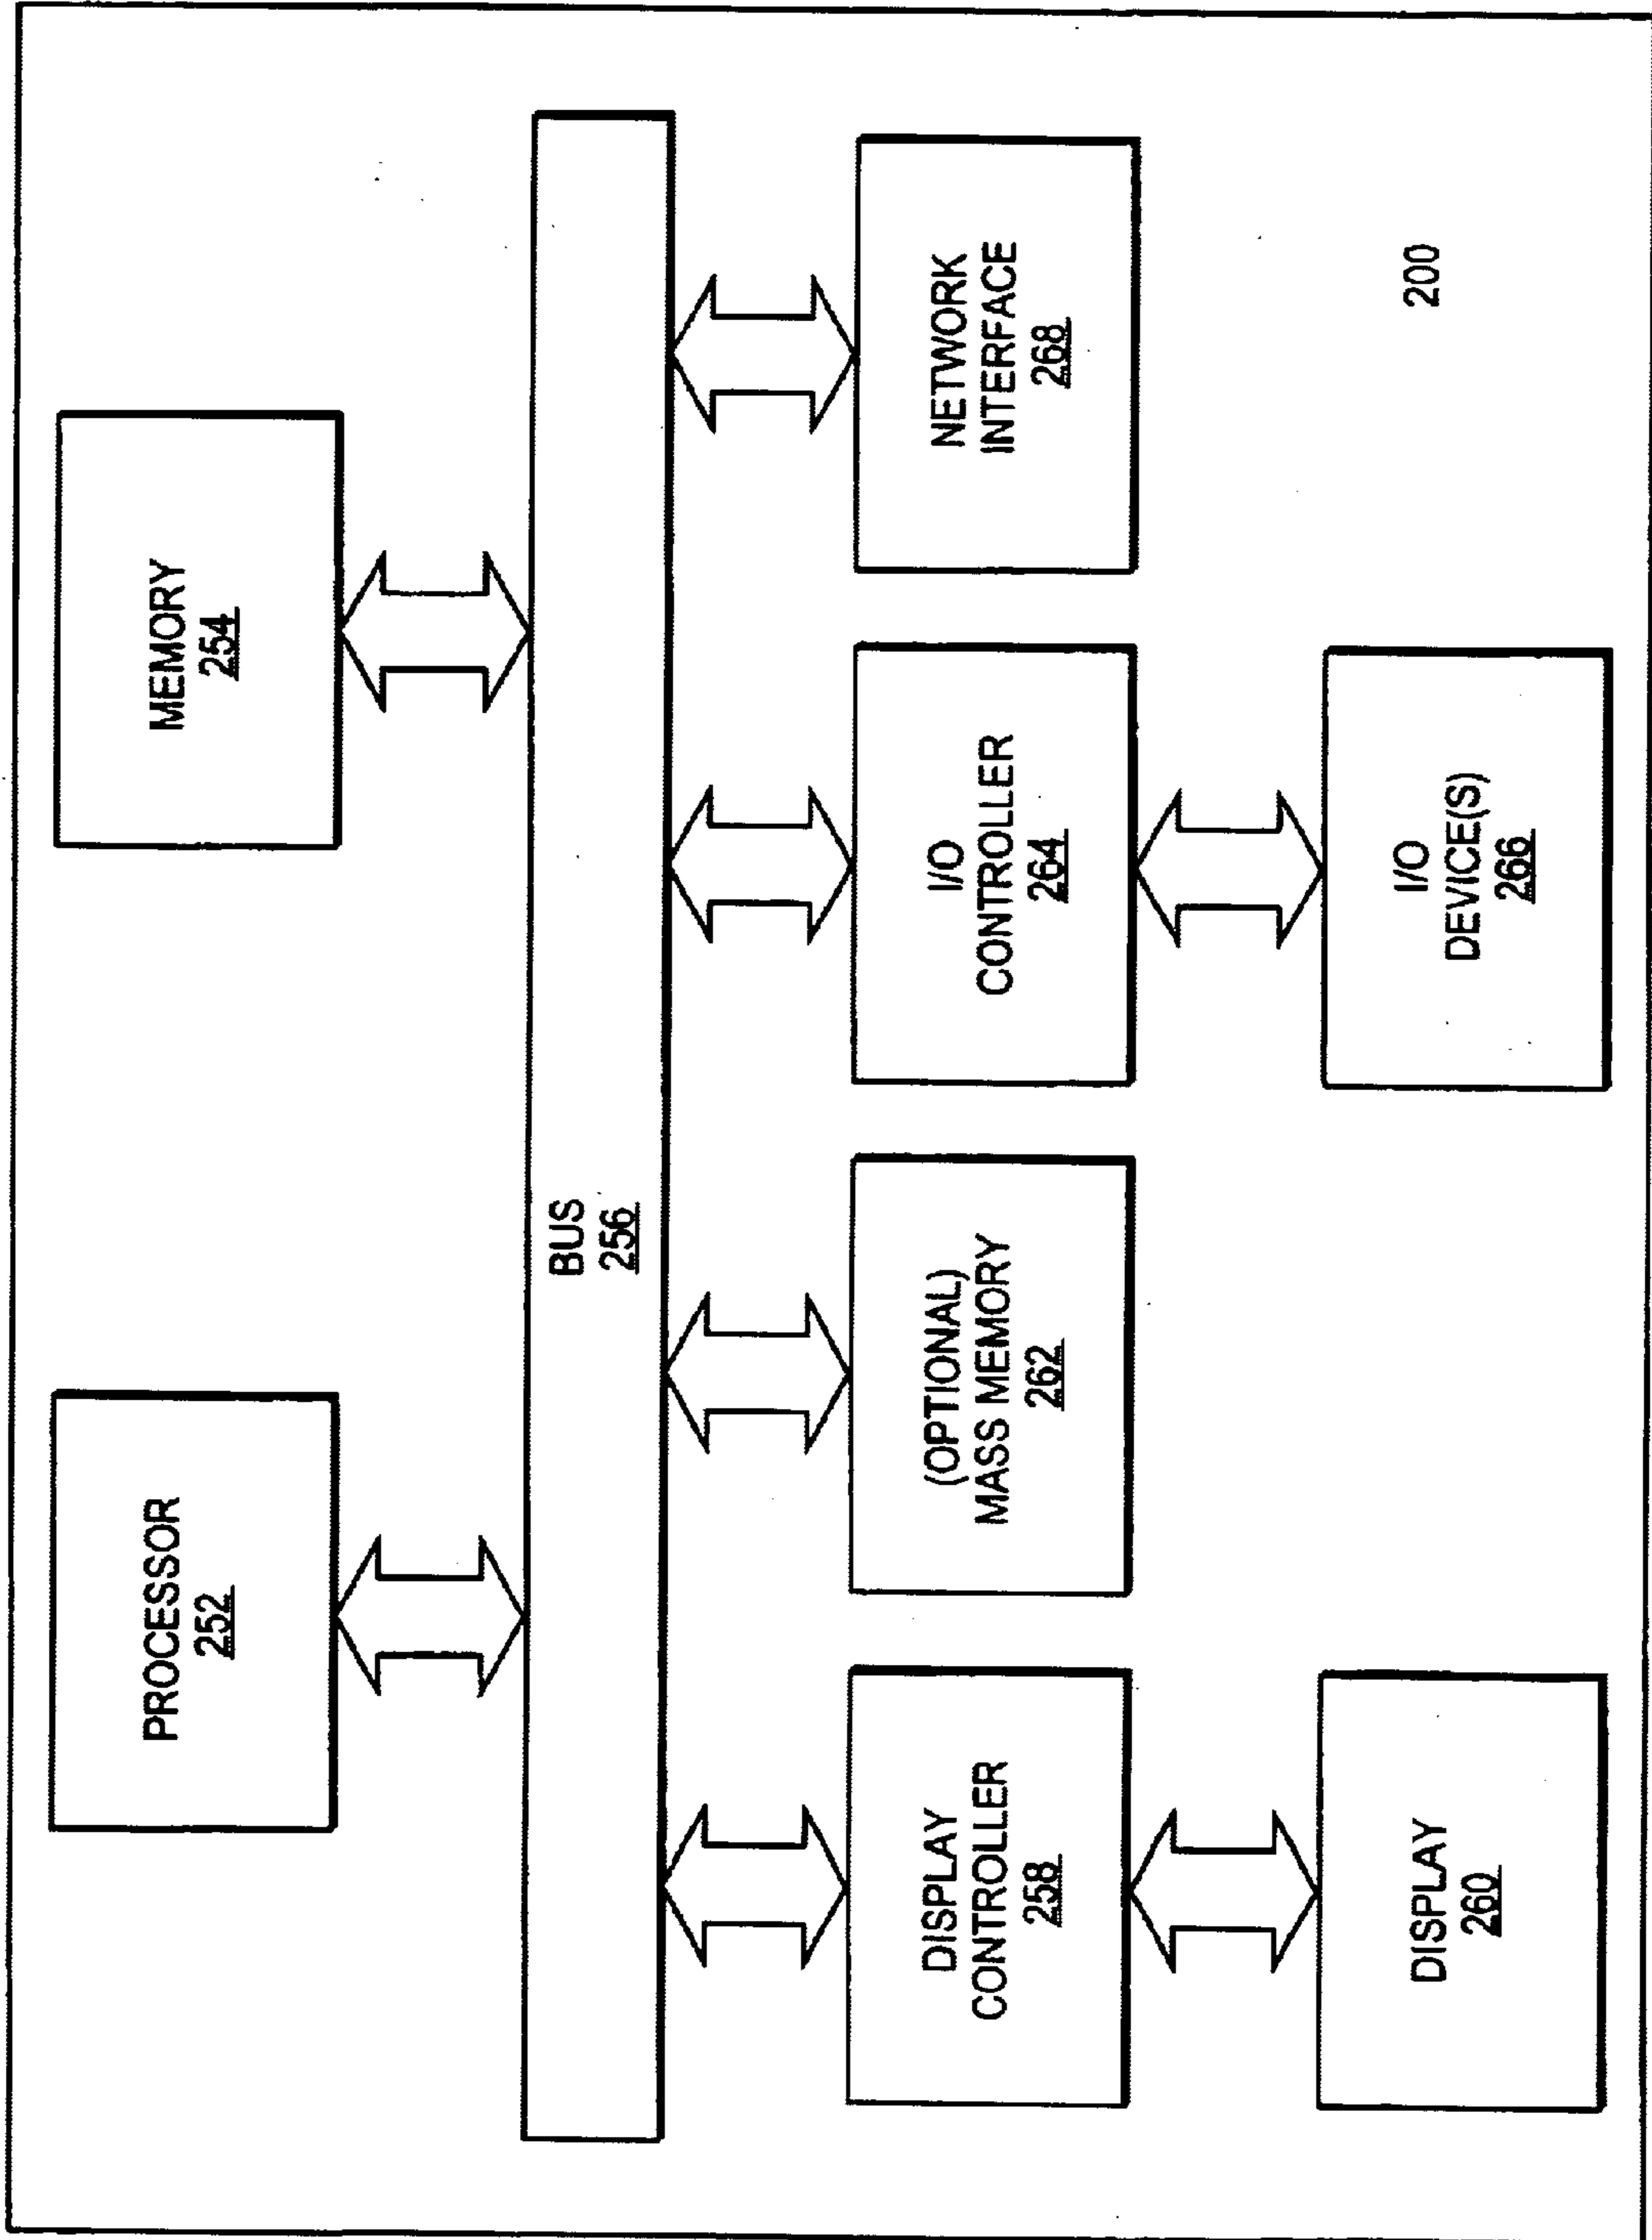 PROCESSOR
252
MEMORY
254
BUS
256
DISPLAY
CONTROLLER
258
(OPTIONAL)
MASS MEMORY
262
I/O
CONTROLLER
264
NETWORK
INTERFACE
268
DISPLAY
260
I/O
DEVICE(S)
266
200